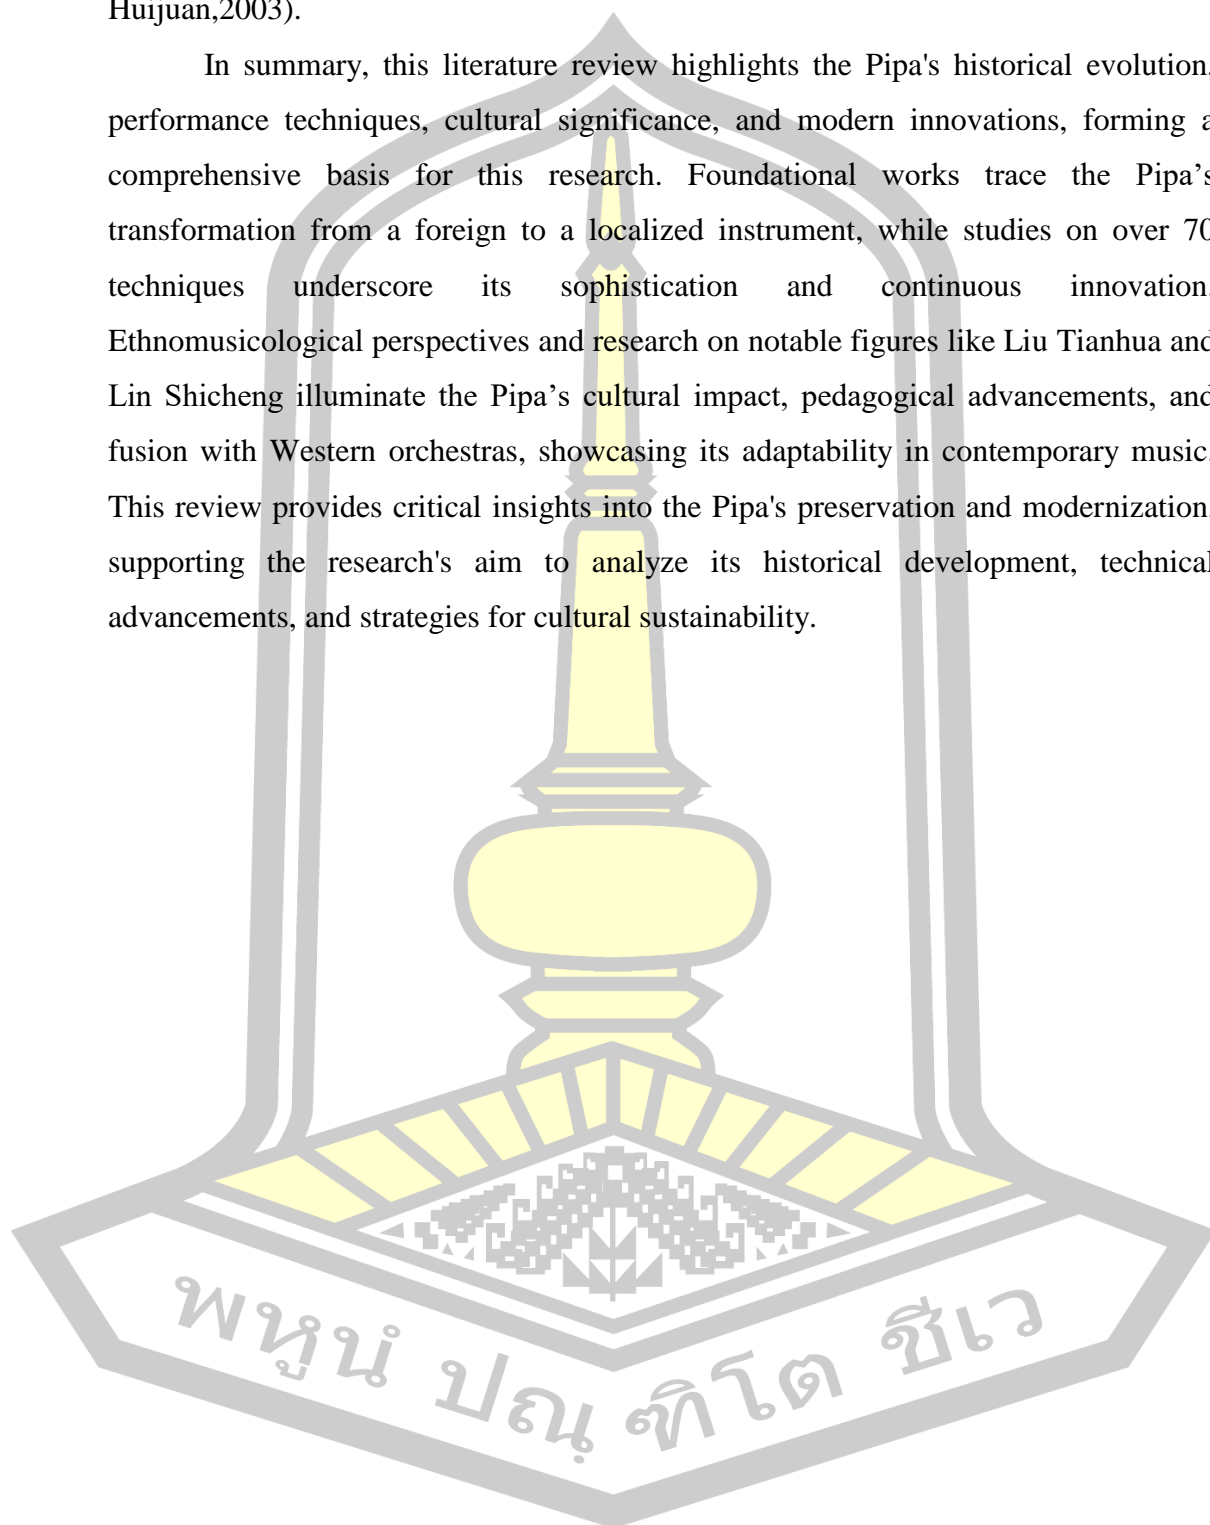 Huijuan,2003).
In summary, this literature review highlights the Pipa's historical evolution,
performance techniques, cultural significance, and modern innovations, forming a
comprehensive basis for this research. Foundational works trace the Pipa’s
transformation from a foreign to a localized instrument, while studies on over 70
techniques underscore its sophistication and continuous innovation.
Ethnomusicological perspectives and research on notable figures like Liu Tianhua and
Lin Shicheng illuminate the Pipa’s cultural impact, pedagogical advancements, and
fusion with Western orchestras, showcasing its adaptability in contemporary music.
This review provides critical insights into the Pipa's preservation and modernization,
supporting the research's aim to analyze its historical development, technical
advancements, and strategies for cultural sustainability.
พหูนํ ปณฺ ฑิโต ชีเว